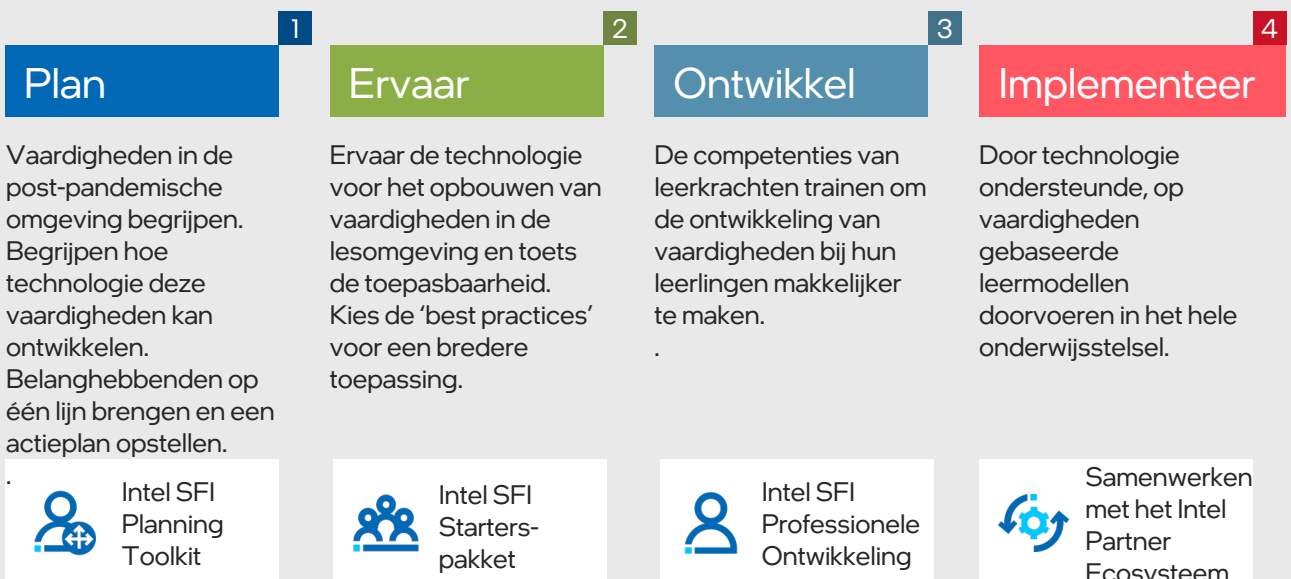 1
Plan
Vaardigheden in de
post-pandemische
omgeving begrijpen.
Begrijpen hoe
technologie deze
vaardigheden kan
ontwikkelen.
Belanghebbenden op
één lijn brengen en een
actieplan opstellen.
.
Intel SFI
Planning
Toolkit
2
Ervaar
Ervaar de technologie
voor het opbouwen van
vaardigheden in de
lesomgeving en toets
de toepasbaarheid.
Kies de ‘best practices’
voor een bredere
toepassing.
Intel SFI
Starters-
pakket
3
Ontwikkel
De competenties van
leerkrachten trainen om
de ontwikkeling van
vaardigheden bij hun
leerlingen makkelijker
te maken.
.
Intel SFI
Professionele
Ontwikkeling
4
Implementeer
Door technologie
ondersteunde, op
vaardigheden
gebaseerde
leermodellen
doorvoeren in het hele
onderwijsstelsel.
Samenwerken
met het Intel
Partner
Ecosysteem